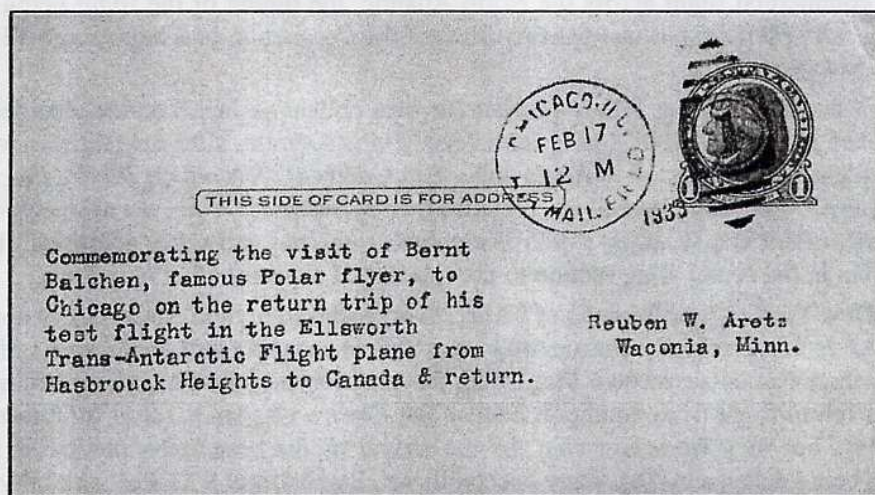 CHICAGO, ILL.
FEB 17
12 M
MAIL FIELD
1933
1 1
THIS SIDE OF CARD IS FOR ADDRESS
Commemorating the visit of Bernt
Balchen, famous Polar flyer, to
Chicago on the return trip of his
test flight in the Ellsworth
Trans-Antarctic Flight plane from
Hasbrouck Heights to Canada & return.
Reuben W. Arets
Waconia, Minn.